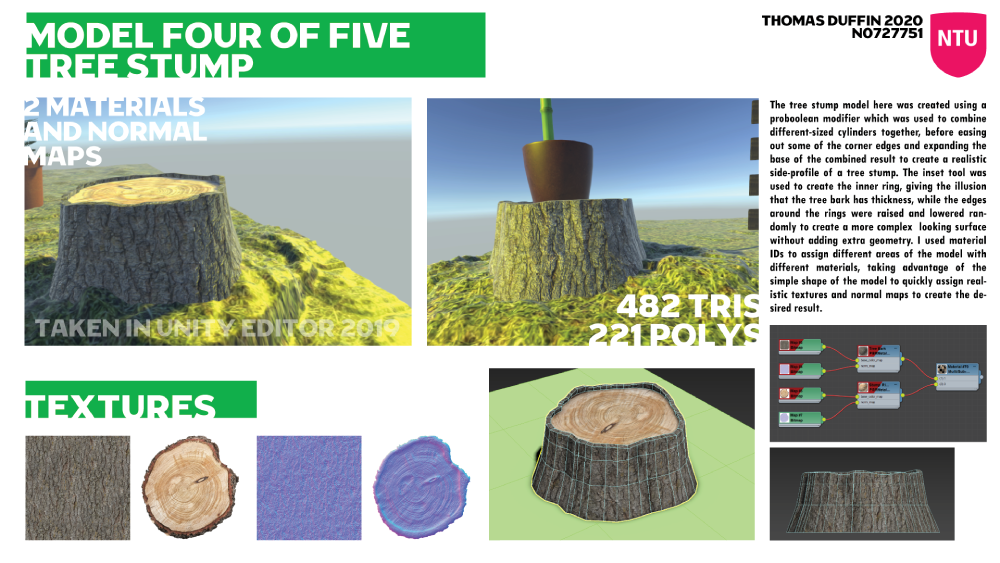 MODEL FOUR OF FIVE
TREE STUMP
THOMAS DUFFIN 2020
N0727751
NTU
2 MATERIALS
AND NORMAL
MAPS
TAKEN IN UNITY EDITOR 2019
482 TRIS
221 POLYS
The tree stump model here was created using a
proboolean modifier which was used to combine
different-sized cylinders together, before easing
out some of the corner edges and expanding the
base of the combined result to create a realistic
side-profile of a tree stump. The inset tool was
used to create the inner ring, giving the illusion
that the tree bark has thickness, while the edges
around the rings were raised and lowered ran-
domly to create a more complex looking surface
without adding extra geometry. I used material
IDs to assign different areas of the model with
different materials, taking advantage of the
simple shape of the model to quickly assign real-
istic textures and normal maps to create the de-
sired result.
TEXTURES